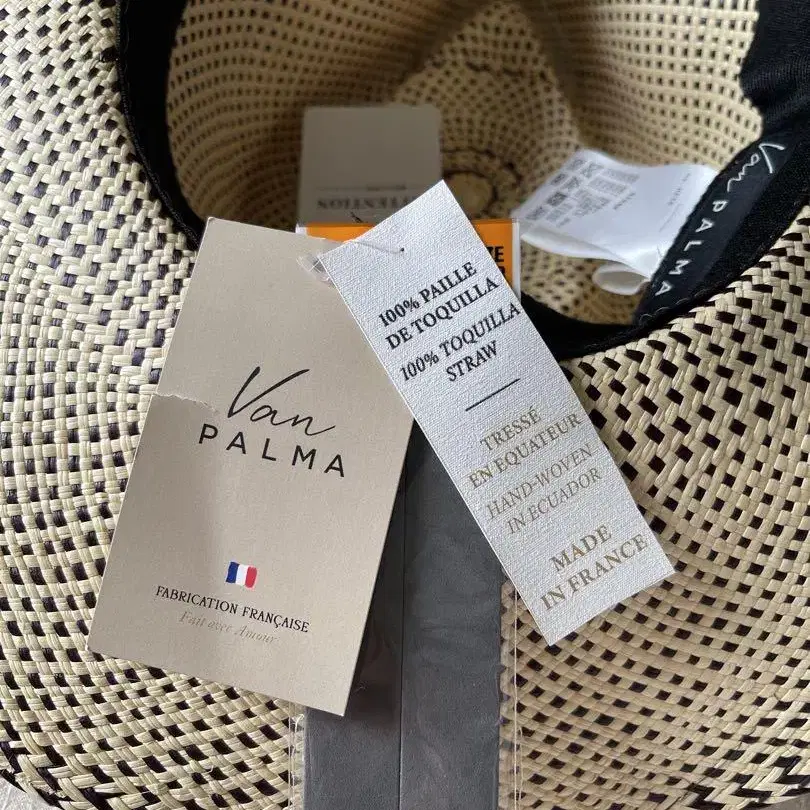 Van
PALMA
FABRICATION FRANÇAISE
Fait avec Amour
100% PAILLE
DE TOQUILLA
100% TOQUILLA
STRAW
TRESSÉ
EN EQUATEUR
HAND-WOVEN
IN ECUADOR
MADE
IN FRANCE
Van PALMA